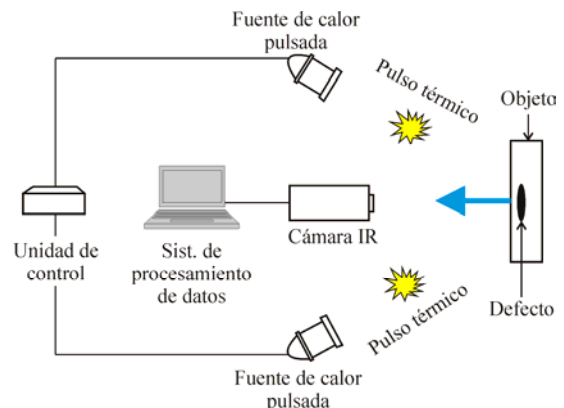 Fuente de calor
pulsada
Pulso térmico
Objeto
Unidad de
control
Sist. de
procesamiento
de datos
Cámara IR
Defecto
Pulso térmico
Fuente de calor
pulsada